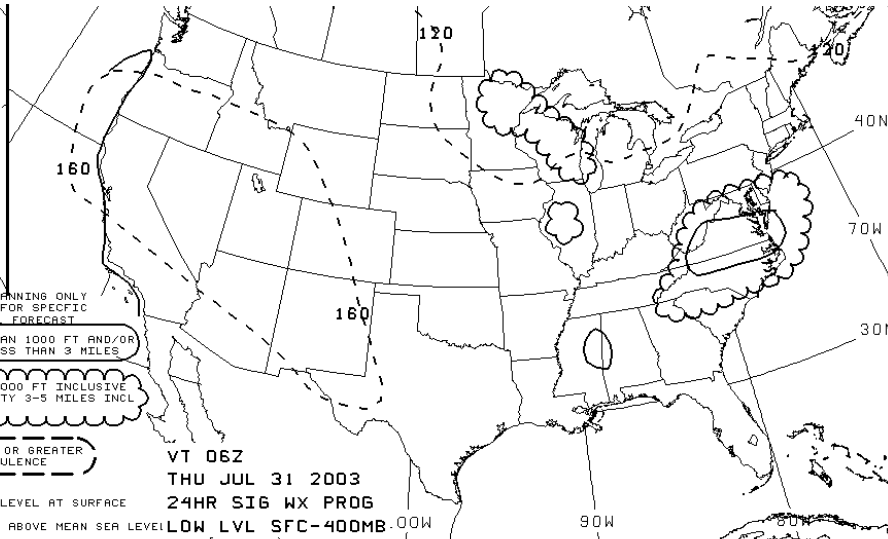 120
120
40N
160
70W
ANNING ONLY
FOR SPECFIC
FORECAST
160
30N
AN 1000 FT AND/OR
SS THAN 3 MILES
000 FT INCLUSIVE
TY 3-5 MILES INCL
OR GREATER
ULENCE
VT 06Z
THU JUL 31 2003
LEVEL AT SURFACE
24HR SIG WX PROG
ABOVE MEAN SEA LEVEL
LOW LVL SFC-400MB
00W
90W
80W